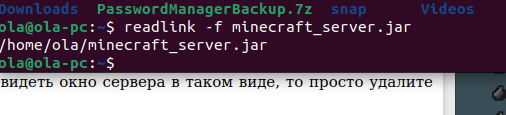 Downloads PasswordManagerBackup.7z snap Videos
ola@ola-pc:~$ readlink -f minecraft_server.jar
/home/ola/minecraft_server.jar
ola@ola-pc:~$
видеть окно сервера в таком виде, то просто удалите